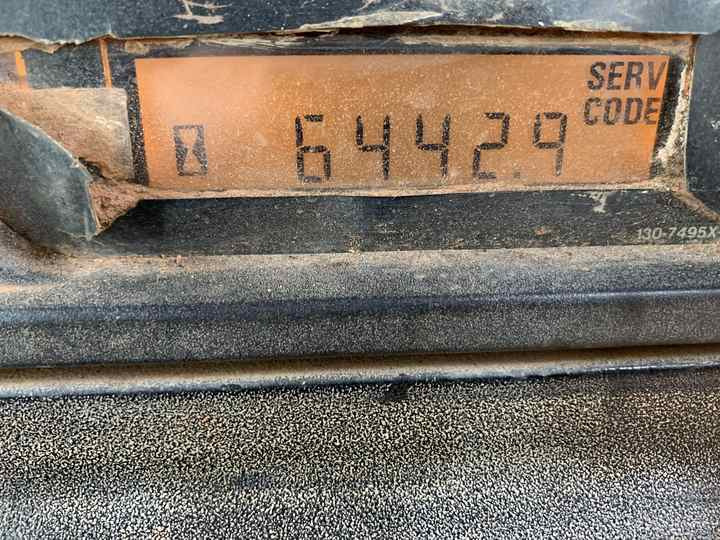 SERV
CODE
6442.9
130-7495X